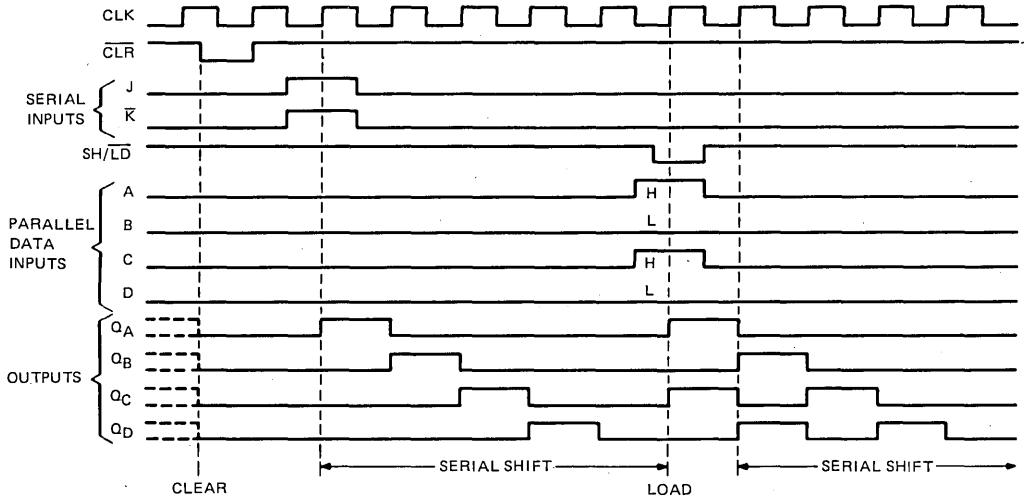 CLK
CLR
SERIAL
INPUTS
J
K
SH/LD
PARALLEL
DATA
INPUTS
A
H
B
L
C
H
D
L
OUTPUTS
QA
QB
QC
QD
SERIAL SHIFT
SERIAL SHIFT
CLEAR
LOAD